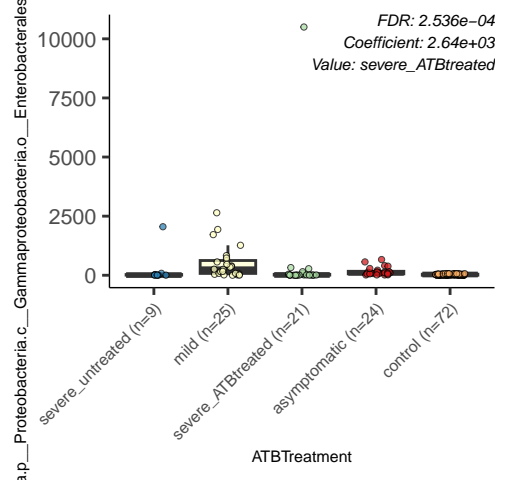 a.p__Proteobacteria.c__Gammaproteobacteria.o__Enterobacterales
FDR: 2.536e−04
Coefficient: 2.64e+03
Value: severe_ATBtreated
10000
7500
5000
2500
0
severe_untreated (n=9)
mild (n=25)
severe_ATBtreated (n=21)
asymptomatic (n=24)
control (n=72)
ATBTreatment